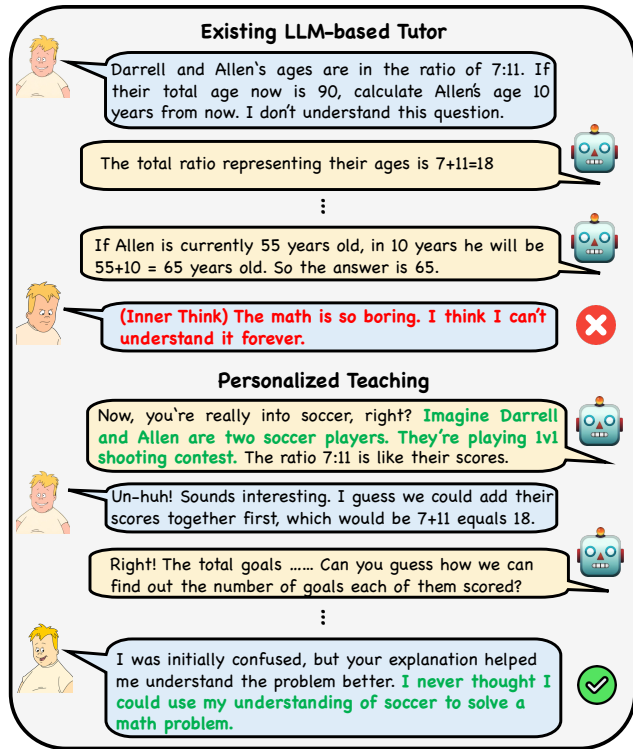 Existing LLM-based Tutor
Darrell and Allen's ages are in the ratio of 7:11. If
their total age now is 90, calculate Allen's age 10
years from now. I don't understand this question.
The total ratio representing their ages is 7+11=18
⋮
If Allen is currently 55 years old, in 10 years he will be
55+10 = 65 years old. So the answer is 65.
(Inner Think) The math is so boring. I think I can't
understand it forever.
Personalized Teaching
Now, you're really into soccer, right? Imagine Darrell
and Allen are two soccer players. They're playing 1v1
shooting contest. The ratio 7:11 is like their scores.
Un-huh! Sounds interesting. I guess we could add their
scores together first, which would be 7+11 equals 18.
Right! The total goals ...... Can you guess how we can
find out the number of goals each of them scored?
⋮
I was initially confused, but your explanation helped
me understand the problem better. I never thought I
could use my understanding of soccer to solve a
math problem.